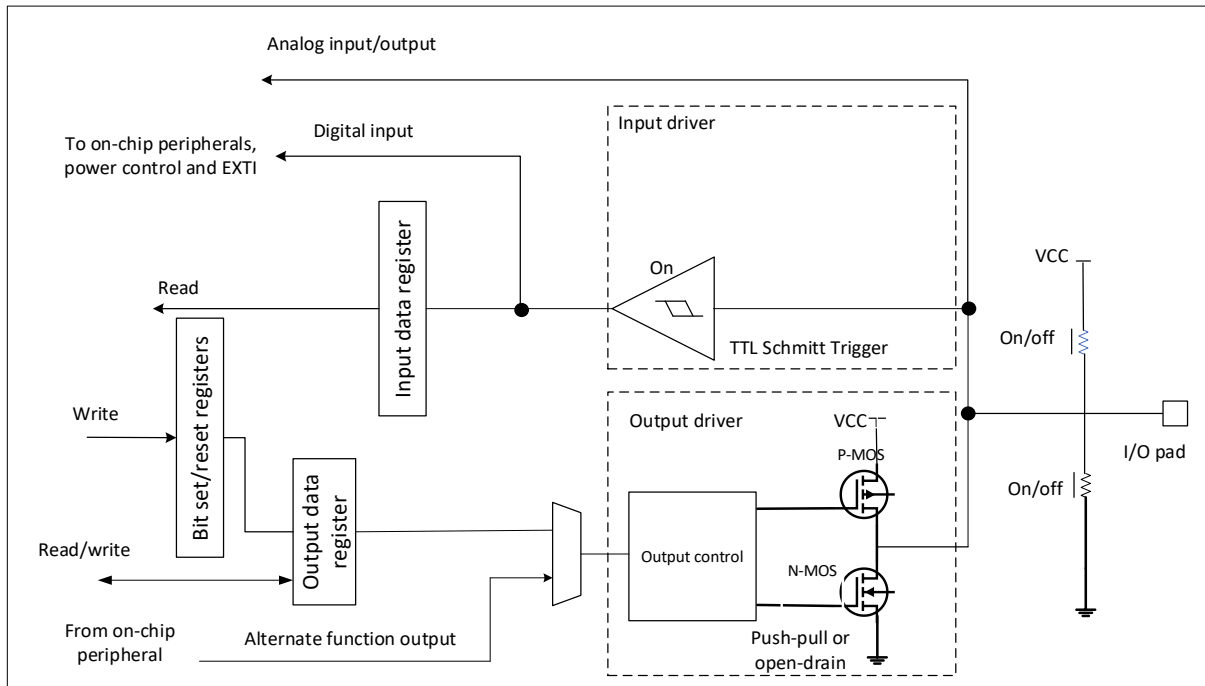 Analog input/output
Input driver
Digital input
To on-chip peripherals,
power control and EXTI
Input data register
On
VCC
Read
On/off
TTL Schmitt Trigger
Bit set/reset registers
Write
Output driver
VCC
P-MOS
I/O pad
On/off
Output data
register
Read/write
Output control
N-MOS
From on-chip
peripheral
Alternate function output
Push-pull or
open-drain